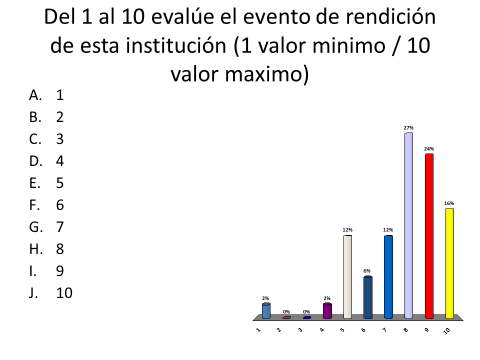 Del 1 al 10 evalúe el evento de rendición
de esta institución (1 valor minimo / 10
valor maximo)
A. 1
B. 2
C. 3
D. 4
E. 5
F. 6
G. 7
H. 8
I. 9
J. 10
27%
24%
16%
12%
12%
6%
2%
0%
0%
2%
1
2
3
4
5
6
7
8
9
10